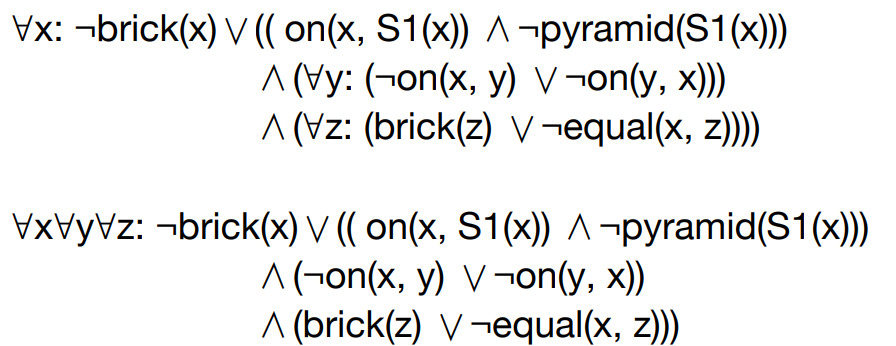 ∀x: ¬brick(x) ∨ (( on(x, S1(x)) ∧ ¬pyramid(S1(x)))
∧ (∀y: (¬on(x, y) ∨ ¬on(y, x)))
∧ (∀z: (brick(z) ∨ ¬equal(x, z))))
∀x∀y∀z: ¬brick(x) ∨ (( on(x, S1(x)) ∧ ¬pyramid(S1(x)))
∧ (¬on(x, y) ∨ ¬on(y, x))
∧ (brick(z) ∨ ¬equal(x, z)))